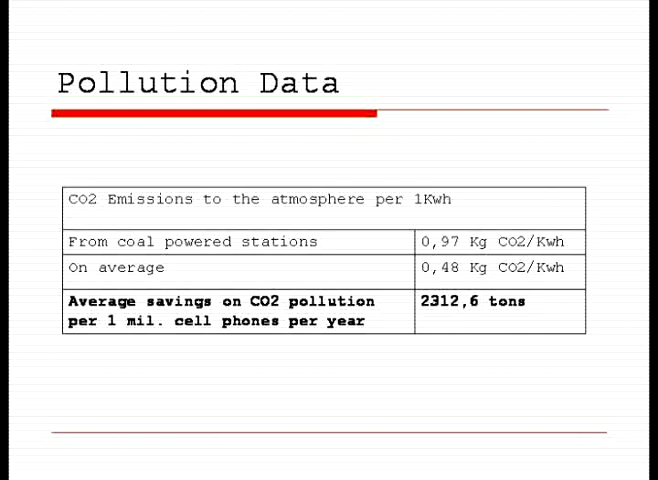 Pollution Data
CO2 Emissions to the atmosphere per 1Kwh
From coal powered stations 0,97 Kg CO2/Kwh
On average 0,48 Kg CO2/Kwh
Average savings on CO2 pollution 2312,6 tons
per 1 mil. cell phones per year